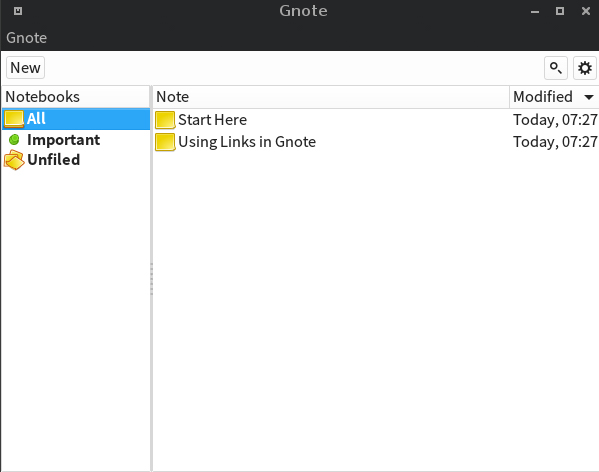 Gnote
Gnote
New
Notebooks Note Modified
All Start Here Today, 07:27
Important Using Links in Gnote Today, 07:27
Unfiled